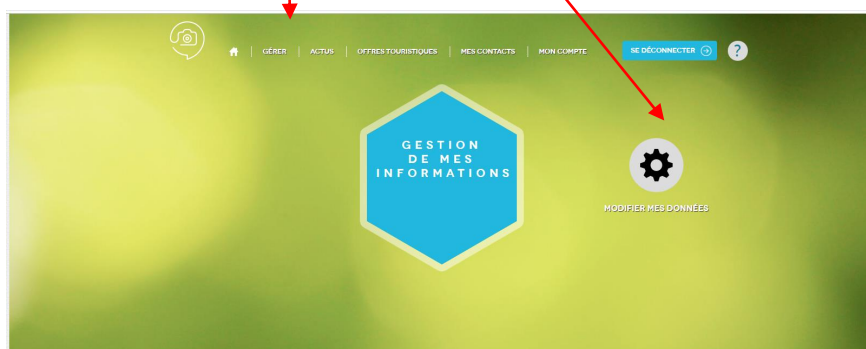 GÉRER ACTUS OFFRES TOURISTIQUES MES CONTACTS MON COMPTE SE DÉCONNECTER ?
GESTION
DE MES
INFORMATIONS
MODIFIER MES DONNÉES